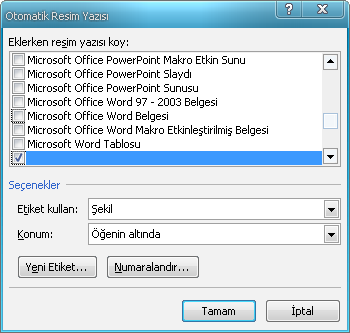 Otomatik Resim Yazısı
Eklerken resim yazısı koy:
Microsoft Office PowerPoint Makro Etkin Sunu
Microsoft Office PowerPoint Slaydı
Microsoft Office PowerPoint Sunusu
Microsoft Office Word 97 - 2003 Belgesi
Microsoft Office Word Belgesi
Microsoft Office Word Makro Etkinleştirilmiş Belgesi
Microsoft Word Tablosu
Seçenekler
Etiket kullan: Şekil
Konum: Öğenin altında
Yeni Etiket... Numaralandır...
Tamam İptal